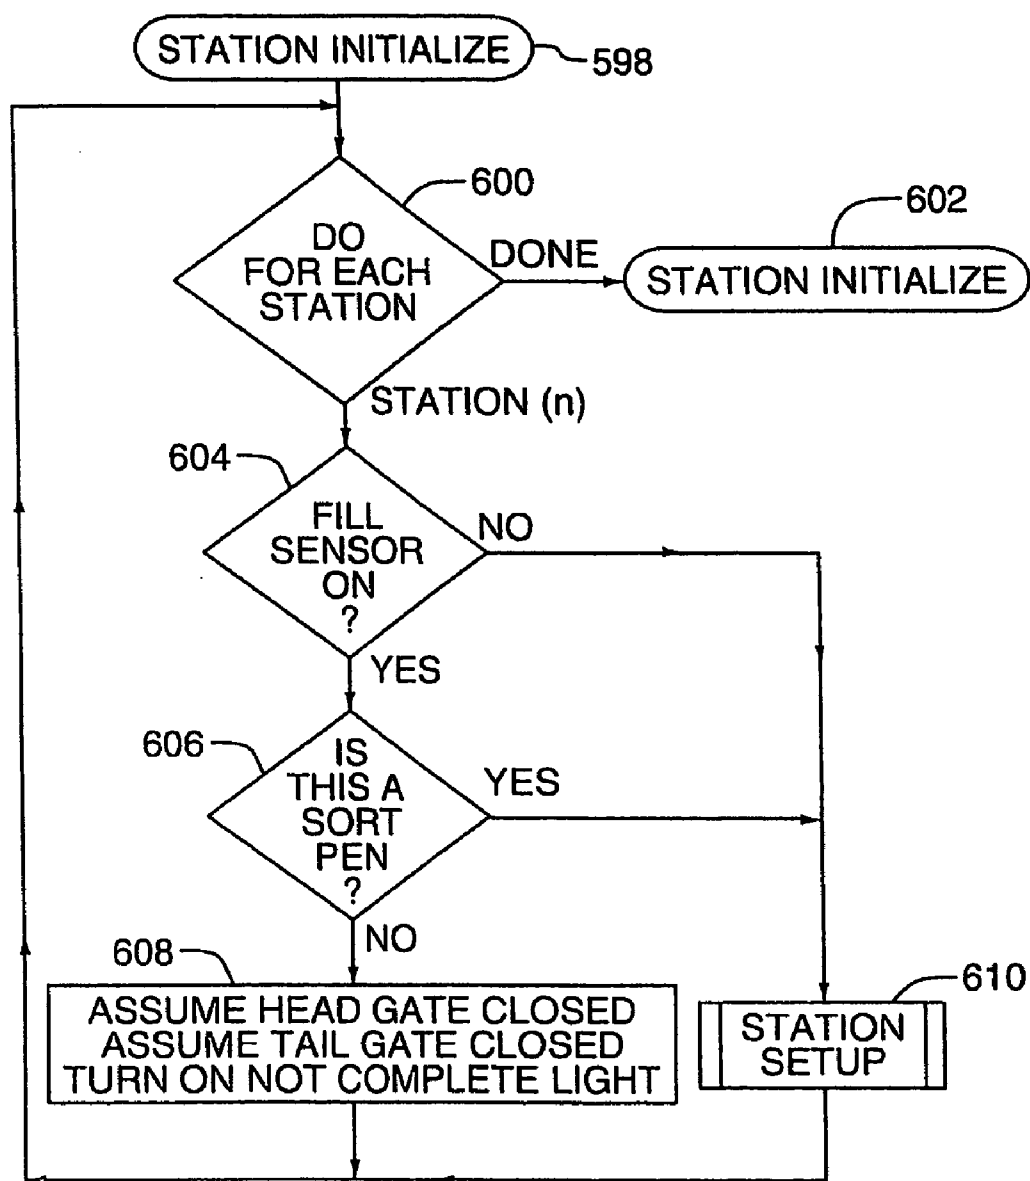 STATION INITIALIZE
598
600
DO
FOR EACH
STATION
DONE
602
STATION INITIALIZE
STATION (n)
604
FILL
SENSOR
ON
?
NO
YES
606
IS
THIS A
SORT
PEN
?
YES
NO
608
ASSUME HEAD GATE CLOSED
ASSUME TAIL GATE CLOSED
TURN ON NOT COMPLETE LIGHT
610
STATION
SETUP